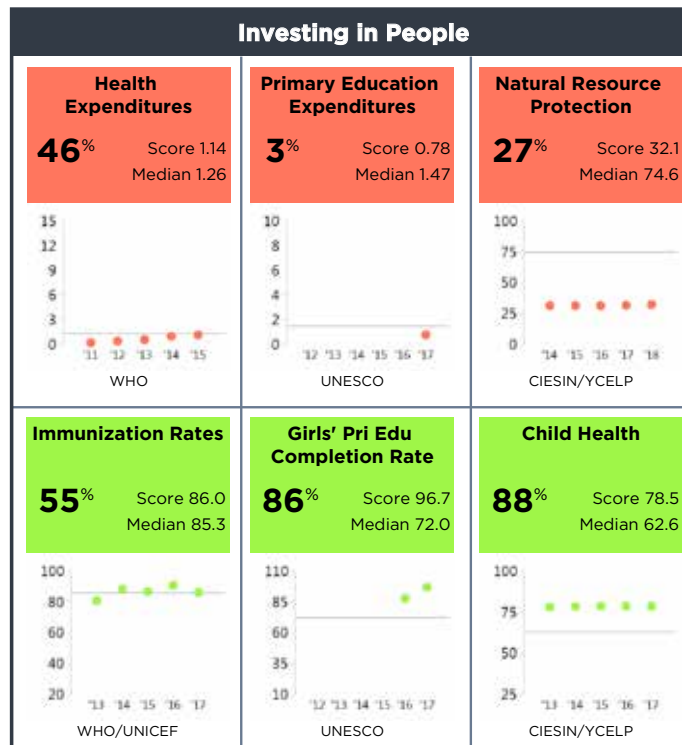 Investing in People
Health
Expenditures
46%
Score 1.14
Median 1.26
15
12
9
6
3
0
'11 '12 '13 '14 '15
WHO
Primary Education
Expenditures
3%
Score 0.78
Median 1.47
10
8
6
4
2
0
'12 '13 '14 '15 '16 '17
UNESCO
Natural Resource
Protection
27%
Score 32.1
Median 74.6
100
75
50
25
0
'14 '15 '16 '17 '18
CIESIN/YCELP
Immunization Rates
55%
Score 86.0
Median 85.3
100
80
60
40
20
'13 '14 '15 '16 '17
WHO/UNICEF
Girls' Pri Edu
Completion Rate
86%
Score 96.7
Median 72.0
110
85
60
35
10
'12 '13 '14 '15 '16 '17
UNESCO
Child Health
88%
Score 78.5
Median 62.6
100
75
50
25
'13 '14 '15 '16 '17
CIESIN/YCELP